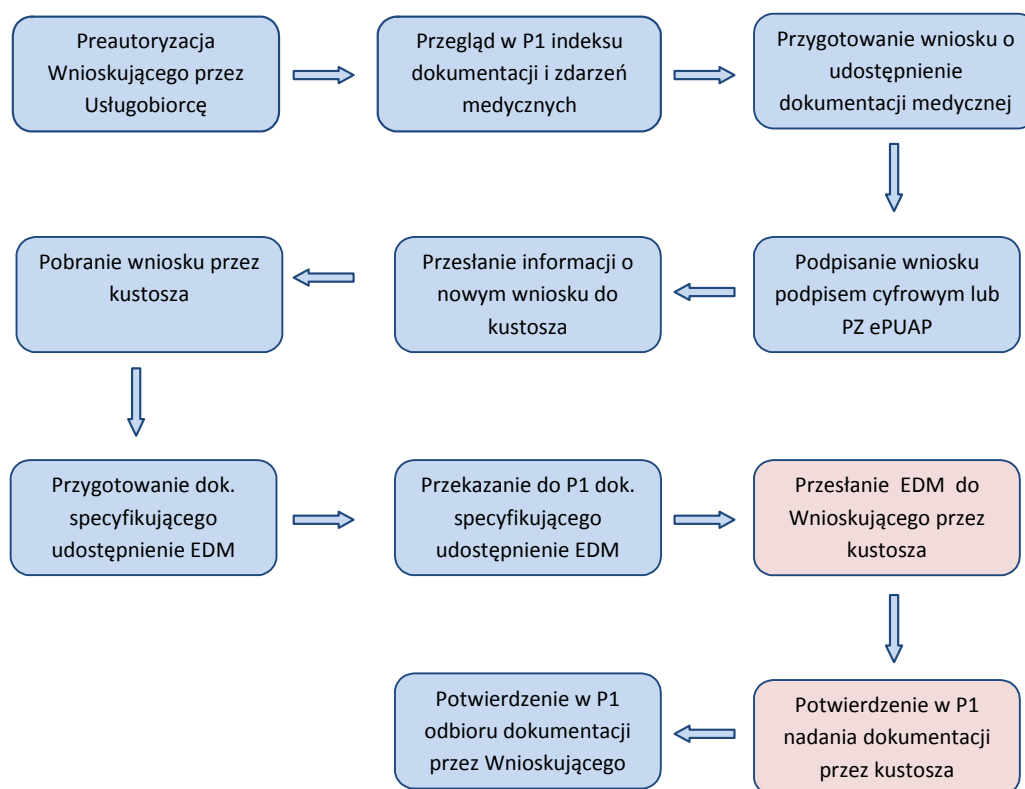 Preautoryzacja
Wnioskującego przez
Usługobiorcę
Przegląd w P1 indeksu
dokumentacji i zdarzeń
medycznych
Przygotowanie wniosku o
udostępnienie
dokumentacji medycznej
Podpisanie wniosku
podpisem cyfrowym lub
PZ ePUAP
Przesłanie informacji o
nowym wniosku do
kustosza
Pobranie wniosku przez
kustosza
Przygotowanie dok.
specyfikującego
udostępnienie EDM
Przekazanie do P1 dok.
specyfikującego
udostępnienie EDM
Przesłanie EDM do
Wnioskującego przez
kustosza
Potwierdzenie w P1
nadania dokumentacji
przez kustosza
Potwierdzenie w P1
odbioru dokumentacji
przez Wnioskującego